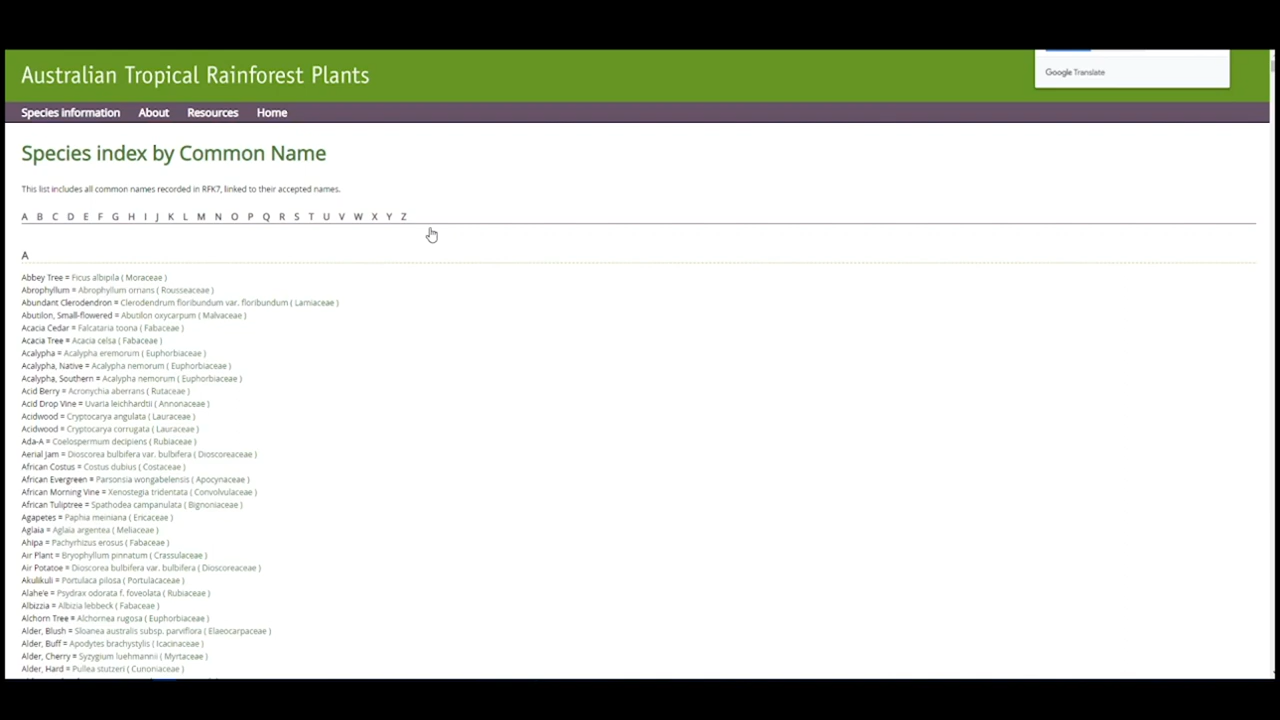 Australian Tropical Rainforest Plants
Google Translate
Species information About Resources Home
Species index by Common Name
This list includes all common names recorded in RFK7, linked to their accepted names.
A B C D E F G H I J K L M N O P Q R S T U V W X Y Z
A
Abbey Tree = Ficus albipila ( Moraceae )
Abrophyllum = Abrophyllum ornans ( Rousseaceae )
Abundant Clerodendron = Clerodendrum floribundum var. floribundum ( Lamiaceae )
Abutilon, Small-flowered = Abutilon oxycarpum ( Malvaceae )
Acacia Cedar = Falcataria toona ( Fabaceae )
Acacia Tree = Acacia celsa ( Fabaceae )
Acalypha = Acalypha eremorum ( Euphorbiaceae )
Acalypha, Native = Acalypha nemorum ( Euphorbiaceae )
Acalypha, Southern = Acalypha nemorum ( Euphorbiaceae )
Acid Berry = Acronychia aberrans ( Rutaceae )
Acid Drop Vine = Uvaria leichhardtii ( Annonaceae )
Acidwood = Cryptocarya angulata ( Lauraceae )
Acidwood = Cryptocarya corrugata ( Lauraceae )
Ada-A = Coelospermum decipiens ( Rubiaceae )
Aerial Jam = Dioscorea bulbifera var. bulbifera ( Dioscoreaceae )
African Costus = Costus dubius ( Costaceae )
African Evergreen = Parsonsia wongabelensis ( Apocynaceae )
African Morning Vine = Xenostegia tridentata ( Convolvulaceae )
African Tuliptree = Spathodea campanulata ( Bignoniaceae )
Agapetes = Paphia meiniana ( Ericaceae )
Aglaia = Aglaia argentea ( Meliaceae )
Ahipa = Pachyrhizus erosus ( Fabaceae )
Air Plant = Bryophyllum pinnatum ( Crassulaceae )
Air Potatoe = Dioscorea bulbifera var. bulbifera ( Dioscoreaceae )
Akulikuli = Portulaca pilosa ( Portulacaceae )
Alahe'e = Psydrax odorata f. foveolata ( Rubiaceae )
Albizzia = Albizia lebbeck ( Fabaceae )
Alchorn Tree = Alchornea rugosa ( Euphorbiaceae )
Alder, Blush = Sloanea australis subsp. parviflora ( Elaeocarpaceae )
Alder, Buff = Apodytes brachystylis ( Icacinaceae )
Alder, Cherry = Syzygium luehmannii ( Myrtaceae )
Alder, Hard = Pullea stutzeri ( Cunoniaceae )